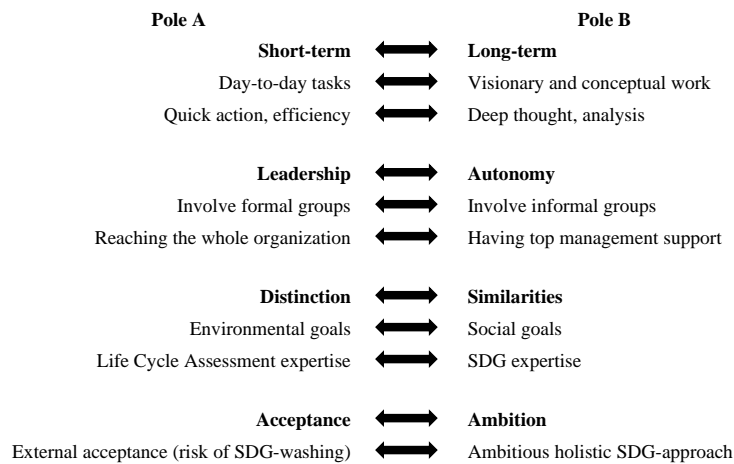 Pole A Pole B
Short-term Long-term
Day-to-day tasks Visionary and conceptual work
Quick action, efficiency Deep thought, analysis
Leadership Autonomy
Involve formal groups Involve informal groups
Reaching the whole organization Having top management support
Distinction Similarities
Environmental goals Social goals
Life Cycle Assessment expertise SDG expertise
Acceptance Ambition
External acceptance (risk of SDG-washing) Ambitious holistic SDG-approach